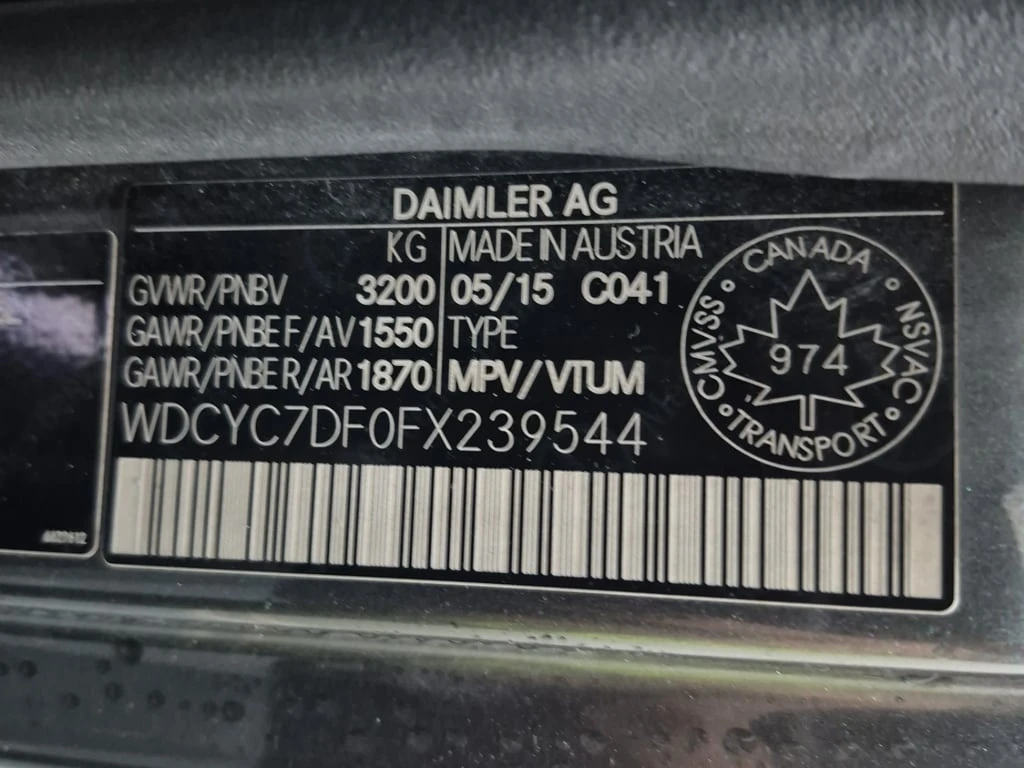 DAIMLER AG
KG MADE IN AUSTRIA
GVWR/PNBV 3200 05/15 C041
GAWR/PNBE F/AV 1550 TYPE
GAWR/PNBE R/AR 1870 MPV/VTUM
WDCYC7DF0FX239544
CANADA
NSVAC
TRANSPORT
CMVSS
974